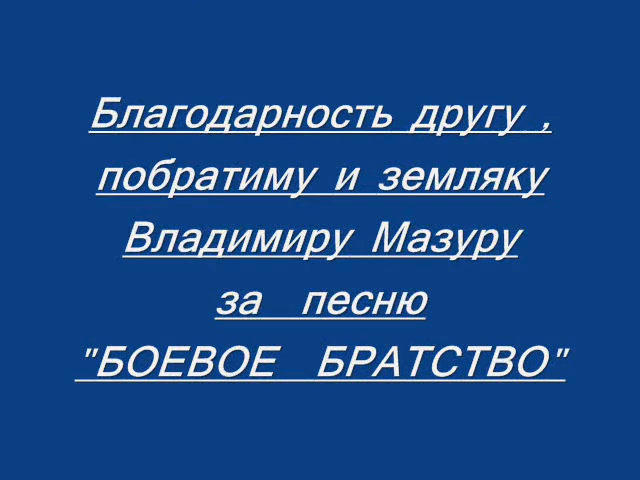 Благодарность другу ,
побратиму и земляку
Владимиру Мазуру
за песню
"БОЕВОЕ БРАТСТВО"